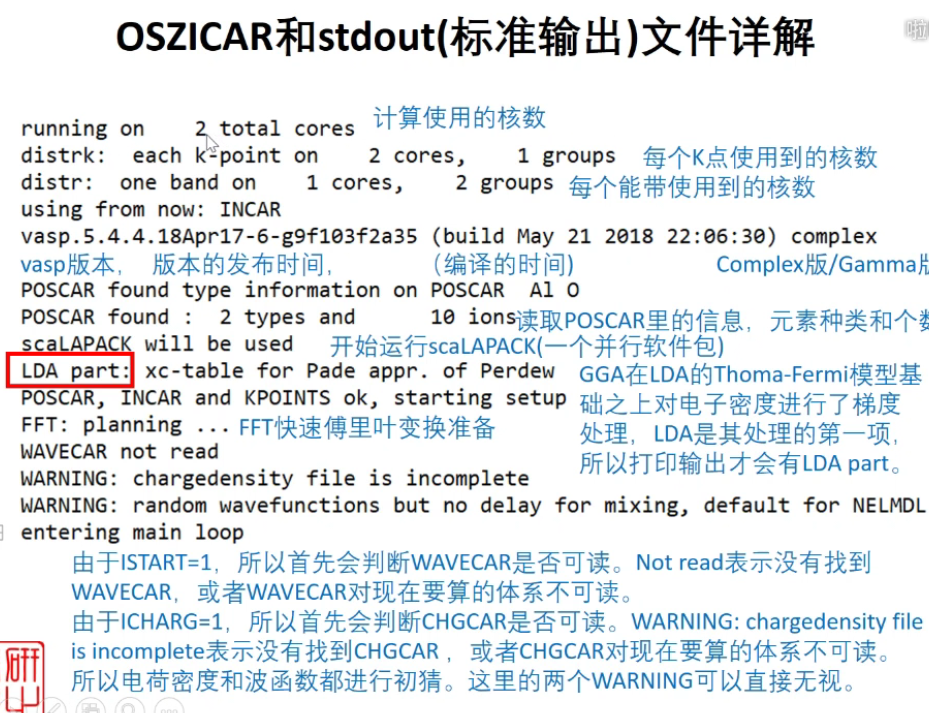 OSZICAR和stdout(标准输出)文件详解
running on 2 total cores 计算使用的核数
distrk: each k-point on 2 cores, 1 groups 每个K点使用到的核数
distr: one band on 1 cores, 2 groups 每个能带使用到的核数
using from now: INCAR
vasp.5.4.4.18Apr17-6-g9f103f2a35 (build May 21 2018 22:06:30) complex
vasp版本， 版本的发布时间， （编译的时间) Complex版/Gamma版
POSCAR found type information on POSCAR Al O
POSCAR found : 2 types and 10 ions 读取POSCAR里的信息，元素种类和个数
scaLAPACK will be used 开始运行scaLAPACK(一个并行软件包)
LDA part: xc-table for Pade appr. of Perdew
POSCAR, INCAR and KPOINTS ok, starting setup
FFT: planning ... FFT快速傅里叶变换准备
GGA在LDA的Thoma-Fermi模型基
础之上对电子密度进行了梯度
处理，LDA是其处理的第一项，
所以打印输出才会有LDA part。
WAVECAR not read
WARNING: chargedensity file is incomplete
WARNING: random wavefunctions but no delay for mixing, default for NELMDL
entering main loop
由于ISTART=1，所以首先会判断WAVECAR是否可读。Not read表示没有找到
WAVECAR，或者WAVECAR对现在要算的体系不可读。
由于ICHARG=1，所以首先会判断CHGCAR是否可读。WARNING: chargedensity file
is incomplete表示没有找到CHGCAR ，或者CHGCAR对现在要算的体系不可读。
所以电荷密度和波函数都进行初猜。这里的两个WARNING可以直接无视。